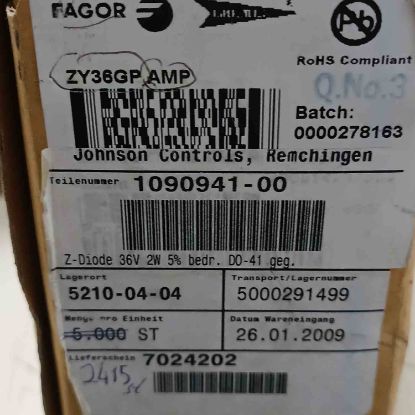 FAGOR
Pb
RoHS Compliant
ZY36GP AMP
Q.No.3
Batch:
0000278163
Johnson Controls, Remchingen
Teilenummer 1090941-00
Z-Diode 36V 2W 5% bedr. DO-41 geg.
Lagerort Transport/Lagernummer
5210-04-04 5000291499
Menge pro Einheit Datum Wareneingang
5.000 ST 26.01.2009
Lieferschein 7024202
2415